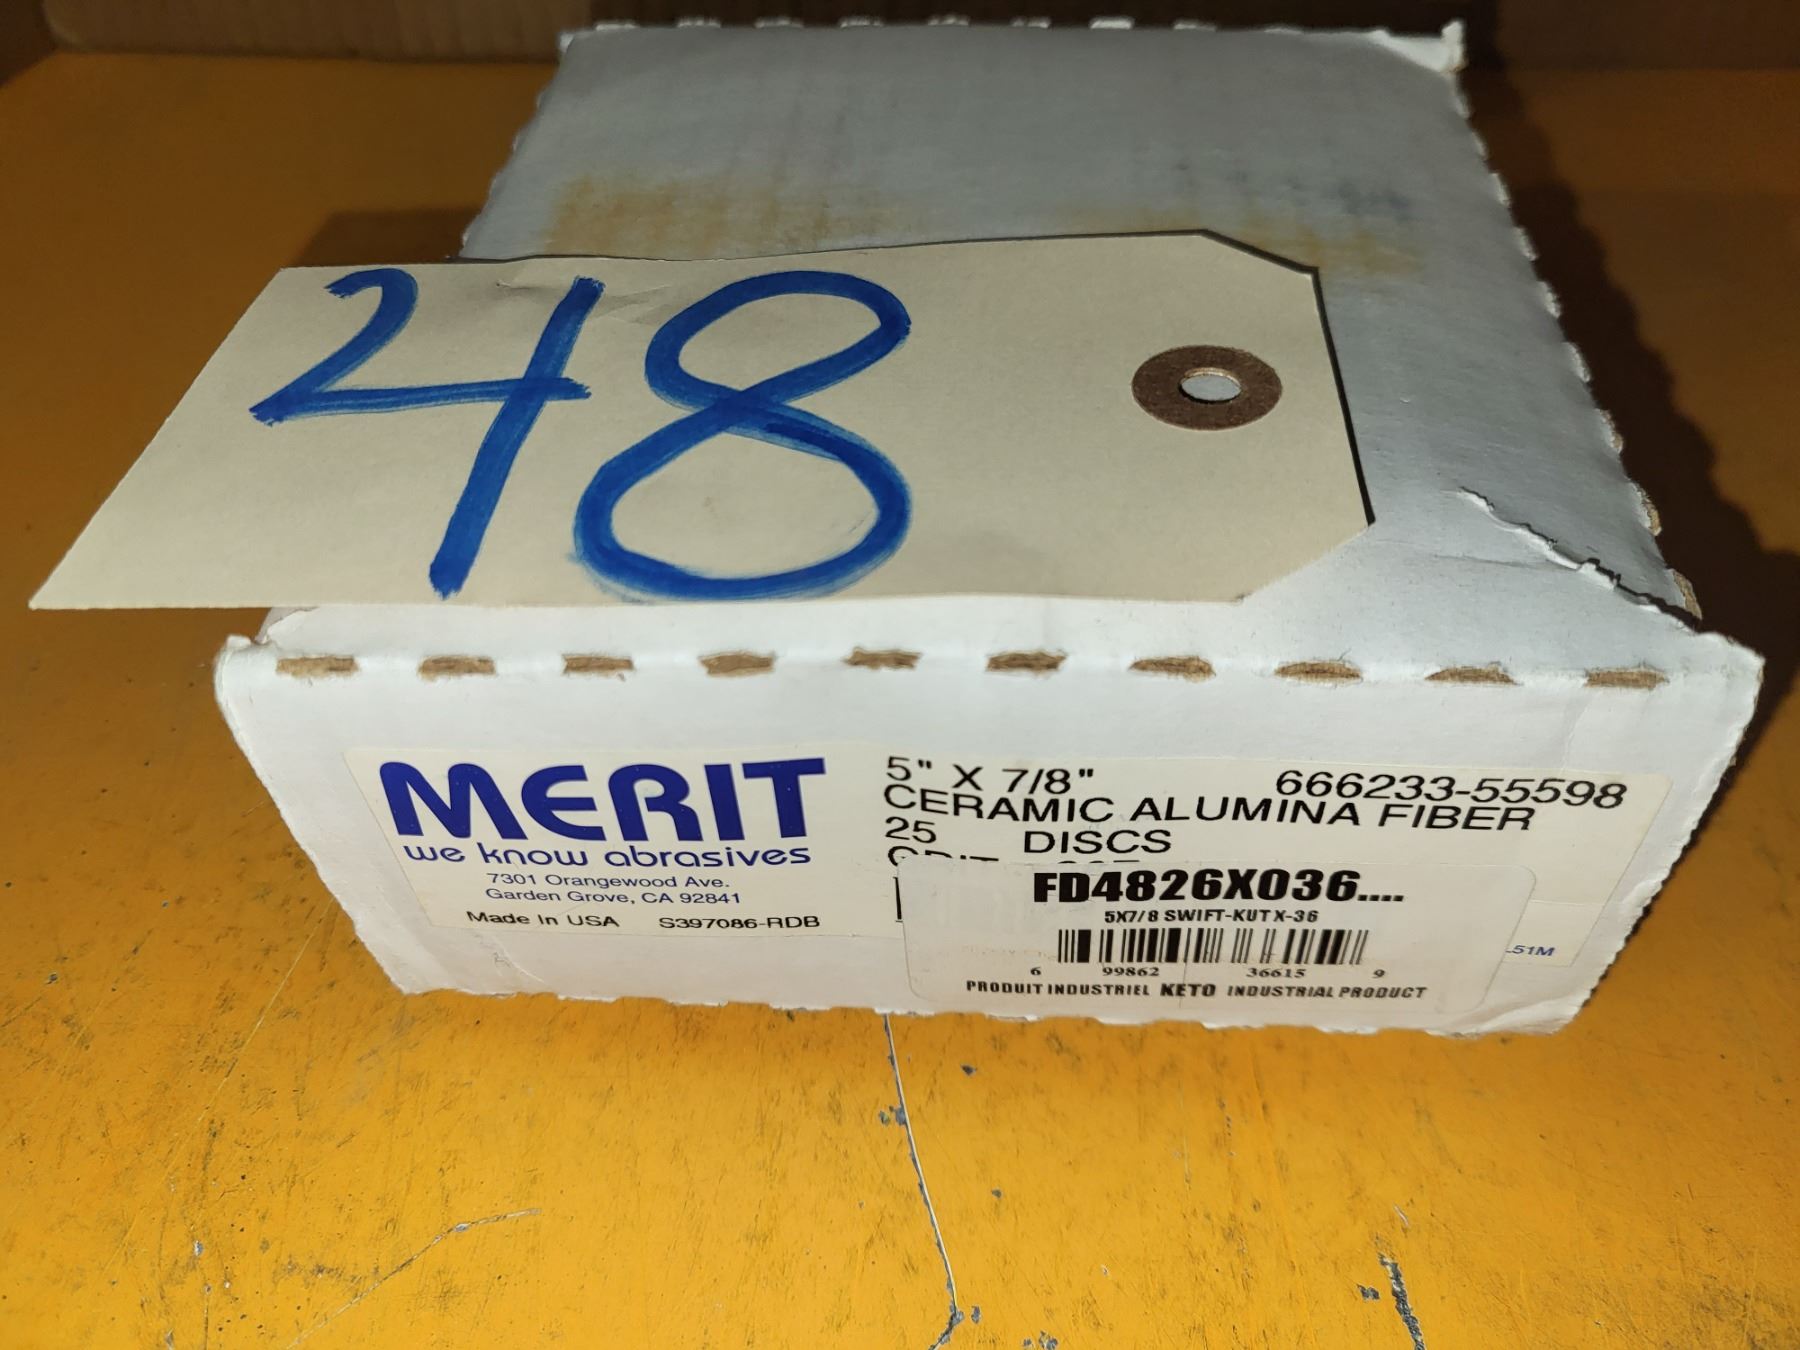 48
MERIT
we know abrasives
7301 Orangewood Ave.
Garden Grove, CA 92841
Made In USA S397086-RDB
5" X 7/8" 666233-55598
CERAMIC ALUMINA FIBER
25 DISCS
FD4826X036....
5X7/8 SWIFT-KUT X-36
6 99862 36615 9
PRODUIT INDUSTRIEL KETO INDUSTRIAL PRODUCT